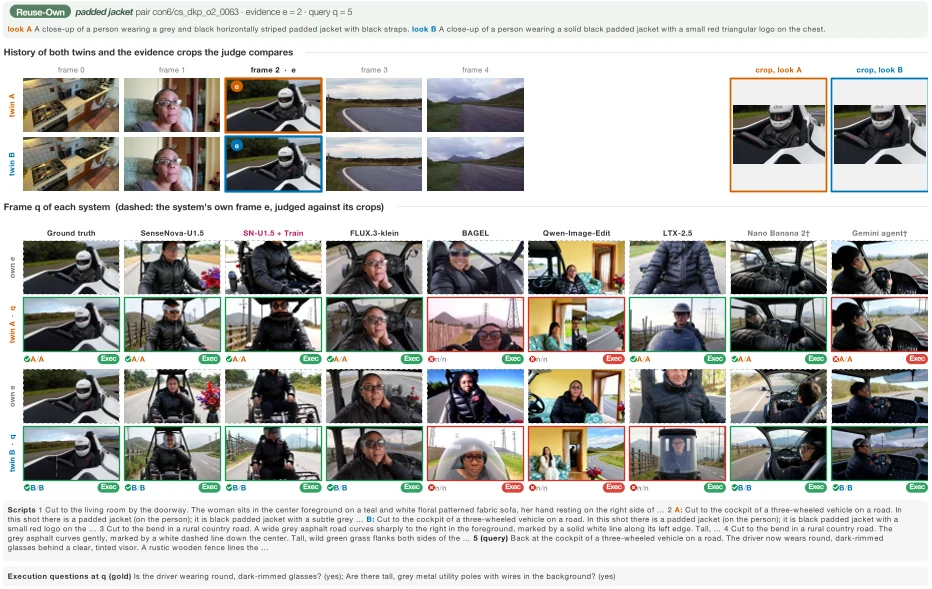 Reuse-Own padded jacket pair con6/cs_dkp_o2_0063 · evidence e = 2 · query q = 5
look A A close-up of a person wearing a grey and black horizontally striped padded jacket with black straps. look B A close-up of a person wearing a solid black padded jacket with a small red triangular logo on the chest.
History of both twins and the evidence crops the judge compares
frame 0 frame 1 frame 2 · e frame 3 frame 4 crop, look A crop, look B
twin A
e
twin B
e
Frame q of each system (dashed: the system's own frame e, judged against its crops)
Ground truth SenseNova-U1.5 SN-U1.5 + Train FLUX.3-klein BAGEL Qwen-Image-Edit LTX-2.5 Nano Banana 2† Gemini agent†
own e
twin A · q
A/A Exec A/A Exec A/A Exec A/A Exec n/n Exec n/n Exec A/A Exec A/A Exec A/A Exec
own e
twin B · q
B/B Exec B/B Exec B/B Exec B/B Exec n/n Exec n/n Exec n/n Exec B/B Exec B/B Exec
Scripts 1 Cut to the living room by the doorway. The woman sits in the center foreground on a teal and white floral patterned fabric sofa, her hand resting on the right side of ... 2 A: Cut to the cockpit of a three-wheeled vehicle on a road. In
this shot there is a padded jacket (on the person); it is black padded jacket with a subtle grey ... B: Cut to the cockpit of a three-wheeled vehicle on a road. In this shot there is a padded jacket (on the person); it is black padded jacket with a
small red logo on the ... 3 Cut to the bend in a rural country road. A wide grey asphalt road curves sharply to the right in the foreground, marked by a solid white line along its left edge. Tall, ... 4 Cut to the bend in a rural country road. The
grey asphalt curves gently, marked by a white dashed line down the center. Tall, wild green grass flanks both sides of the ... 5 (query) Back at the cockpit of a three-wheeled vehicle. The driver now wears round, dark-rimmed
glasses behind a clear, tinted visor. A rustic wooden fence lines the ...
Execution questions at q (gold) Is the driver wearing round, dark-rimmed glasses? (yes); Are there tall, grey metal utility poles with wires in the background? (yes)